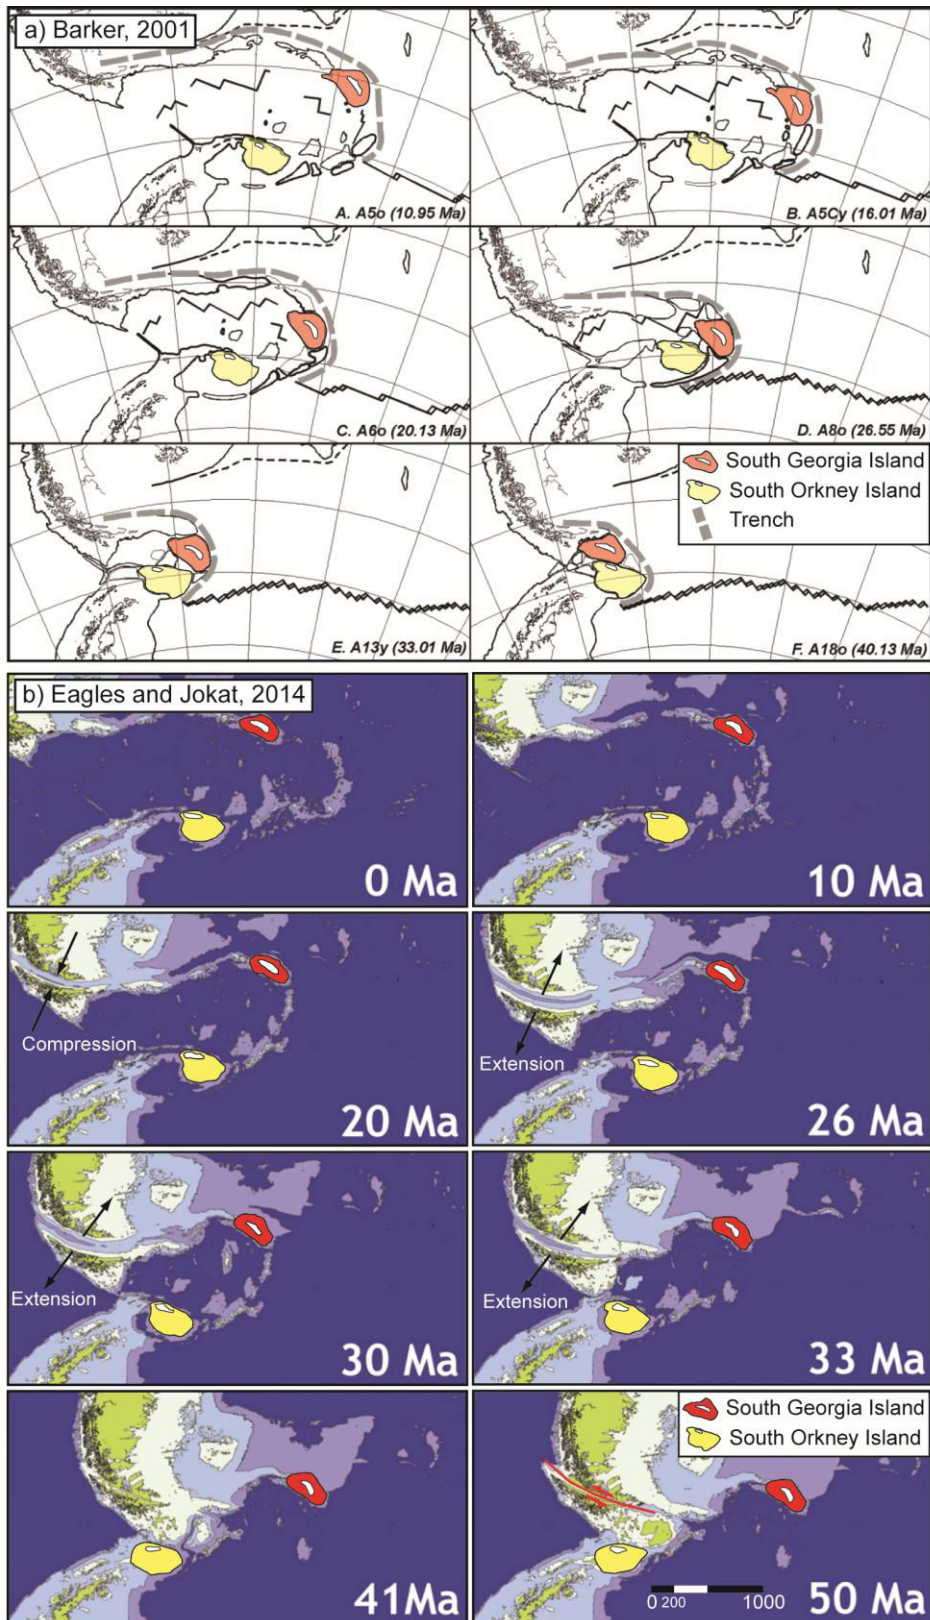 a) Barker, 2001
A. A5o (10.95 Ma)
B. A5Cy (16.01 Ma)
C. A6o (20.13 Ma)
D. A8o (26.55 Ma)
South Georgia Island
South Orkney Island
Trench
E. A13y (33.01 Ma)
F. A18o (40.13 Ma)
b) Eagles and Jokat, 2014
0 Ma
10 Ma
Compression
20 Ma
Extension
26 Ma
Extension
30 Ma
Extension
33 Ma
41Ma
South Georgia Island
South Orkney Island
0 200 1000
50 Ma